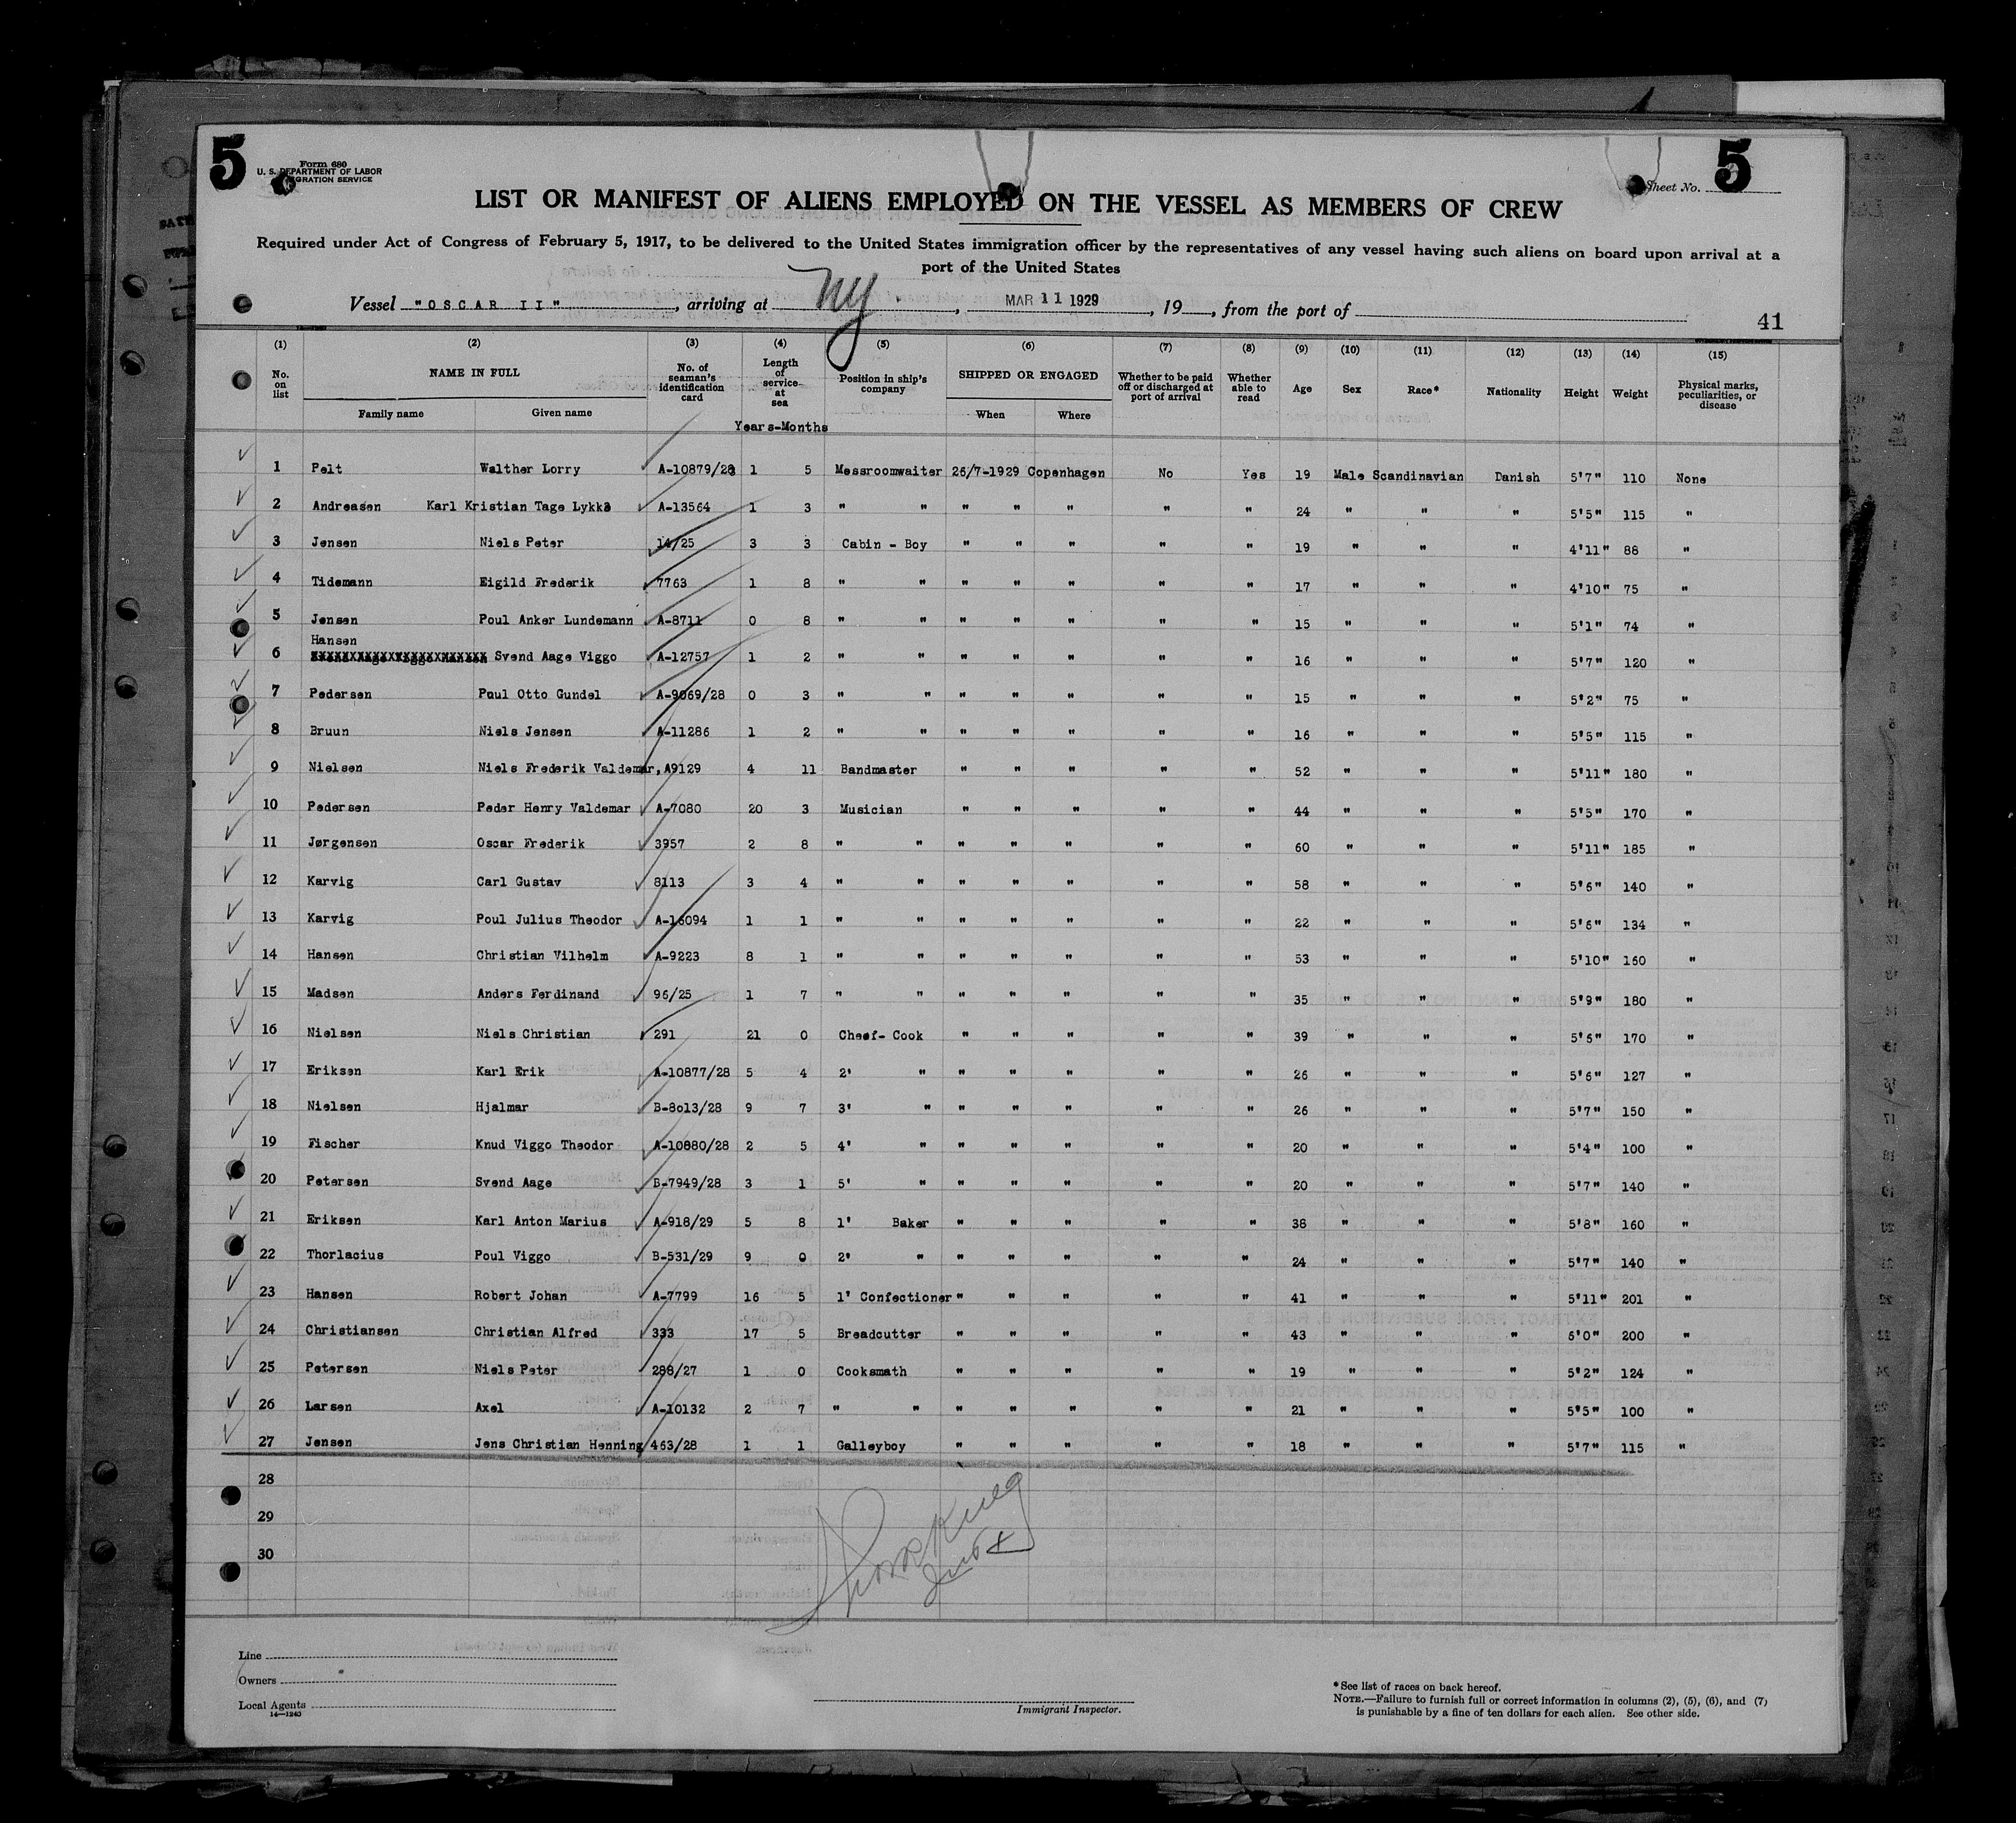 5
5
Form 680
U. S. DEPARTMENT OF LABOR
IMMIGRATION SERVICE
Sheet No.
LIST OR MANIFEST OF ALIENS EMPLOYED ON THE VESSEL AS MEMBERS OF CREW
Required under Act of Congress of February 5, 1917, to be delivered to the United States immigration officer by the representatives of any vessel having such aliens on board upon arrival at a
port of the United States
Vessel "OSCAR II", arriving at NY, MAR 11 1929, 19, from the port of
41
(1) (2) (3) (4) (5) (6) (7) (8) (9) (10) (11) (12) (13) (14) (15)
No. on list NAME IN FULL Family name Given name No. of seaman's identification card Length of service at sea Position in ship's company SHIPPED OR ENGAGED When Where Whether to be paid off or discharged at port of arrival Whether able to read Age Sex Race* Nationality Height Weight Physical marks, peculiarities, or disease
Years-Months
1 Pelt Walther Lorry A-10879/28 1 5 Messroomwaiter 26/7-1929 Copenhagen No Yes 19 Male Scandinavian Danish 5'7" 110 None
2 Andreasen Karl Kristian Tage Lykke A-13564 1 3 " " " " " " " 24 " " " 5'5" 115 "
3 Jensen Niels Peter 14/25 3 3 Cabin - Boy " " " " " 19 " " " 4'11" 88 "
4 Tidemann Eigild Frederik 7763 1 8 " " " " " " " 17 " " " 4'10" 75 "
5 Jensen Poul Anker Lundemann A-8711 0 8 " " " " " " " 15 " " " 5'1" 74 "
Hansen
6 Svend Aage Viggo A-12757 1 2 " " " " " " " 16 " " " 5'7" 120 "
7 Pedersen Poul Otto Gundel A-9069/28 0 3 " " " " " " " 15 " " " 5'2" 75 "
8 Bruun Niels Jensen A-11286 1 2 " " " " " " " 16 " " " 5'5" 115 "
9 Nielsen Niels Frederik Valdemar, A9129 4 11 Bandmaster " " " " " 52 " " " 5'11" 180 "
10 Pedersen Peder Henry Valdemar A-7080 20 3 Musician " " " " " 44 " " " 5'5" 170 "
11 Jørgensen Oscar Frederik 3957 2 8 " " " " " " " 60 " " " 5'11" 185 "
12 Karvig Carl Gustav 8113 3 4 " " " " " " " 58 " " " 5'6" 140 "
13 Karvig Poul Julius Theodor A-16094 1 1 " " " " " " " 22 " " " 5'6" 134 "
14 Hansen Christian Vilhelm A-9223 8 1 " " " " " " " 53 " " " 5'10" 160 "
15 Madsen Anders Ferdinand 96/25 1 7 " " " " " " " 35 " " " 5'9" 180 "
16 Nielsen Niels Christian 291 21 0 Cheef- Cook " " " " " 39 " " " 5'6" 170 "
17 Eriksen Karl Erik A-10877/28 5 4 2' " " " " " " 26 " " " 5'6" 127 "
18 Nielsen Hjalmar B-8013/28 9 7 3' " " " " " " 26 " " " 5'7" 150 "
19 Fischer Knud Viggo Theodor A-10880/28 2 5 4' " " " " " " 20 " " " 5'4" 100 "
20 Petersen Svend Aage B-7949/28 3 1 5' " " " " " " 20 " " " 5'7" 140 "
21 Eriksen Karl Anton Marius A-918/29 5 8 1' Baker " " " " " 38 " " " 5'8" 160 "
22 Thorlacius Poul Viggo B-531/29 9 0 2' " " " " " " 24 " " " 5'7" 140 "
23 Hansen Robert Johan A-7799 16 5 1' Confectioner " " " " " 41 " " " 5'11" 201 "
24 Christiansen Christian Alfred 333 17 5 Breadcutter " " " " " 43 " " " 6'0" 200 "
25 Petersen Niels Peter 288/27 1 0 Cooksmath " " " " " 19 " " " 5'2" 124 "
26 Larsen Axel A-10132 2 7 " " " " " " " 21 " " " 5'5" 100 "
27 Jensen Jens Christian Henning 463/28 1 1 Galleyboy " " " " " 18 " " " 5'7" 115 "
28
29
30
Line
Owners
Local Agents
14—1240
Immigrant Inspector.
*See list of races on back hereof.
NOTE.—Failure to furnish full or correct information in columns (2), (5), (6), and (7)
is punishable by a fine of ten dollars for each alien. See other side.